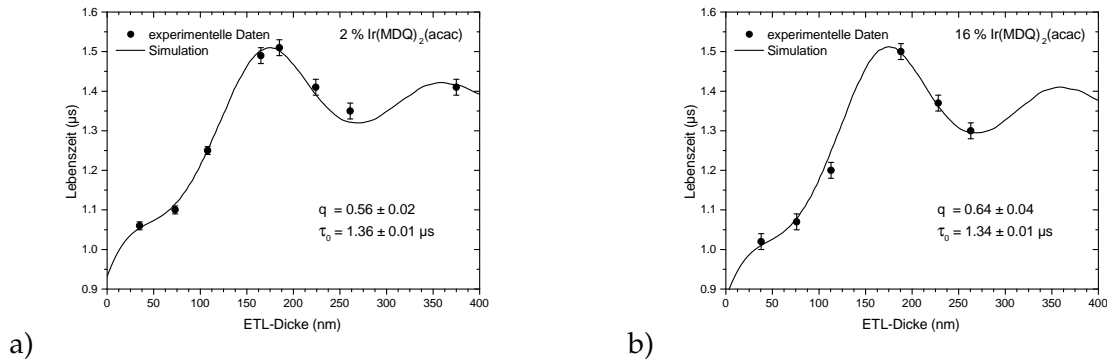 1.6
1.5
1.4
1.3
1.2
1.1
1.0
0.9
Lebenszeit (µs)
experimentelle Daten
Simulation
2 % Ir(MDQ)₂(acac)
q = 0.56 ± 0.02
τ₀ = 1.36 ± 0.01 µs
0 50 100 150 200 250 300 350 400
ETL-Dicke (nm)
a)
1.6
1.5
1.4
1.3
1.2
1.1
1.0
0.9
Lebenszeit (µs)
experimentelle Daten
Simulation
16 % Ir(MDQ)₂(acac)
q = 0.64 ± 0.04
τ₀ = 1.34 ± 0.01 µs
0 50 100 150 200 250 300 350 400
ETL-Dicke (nm)
b)